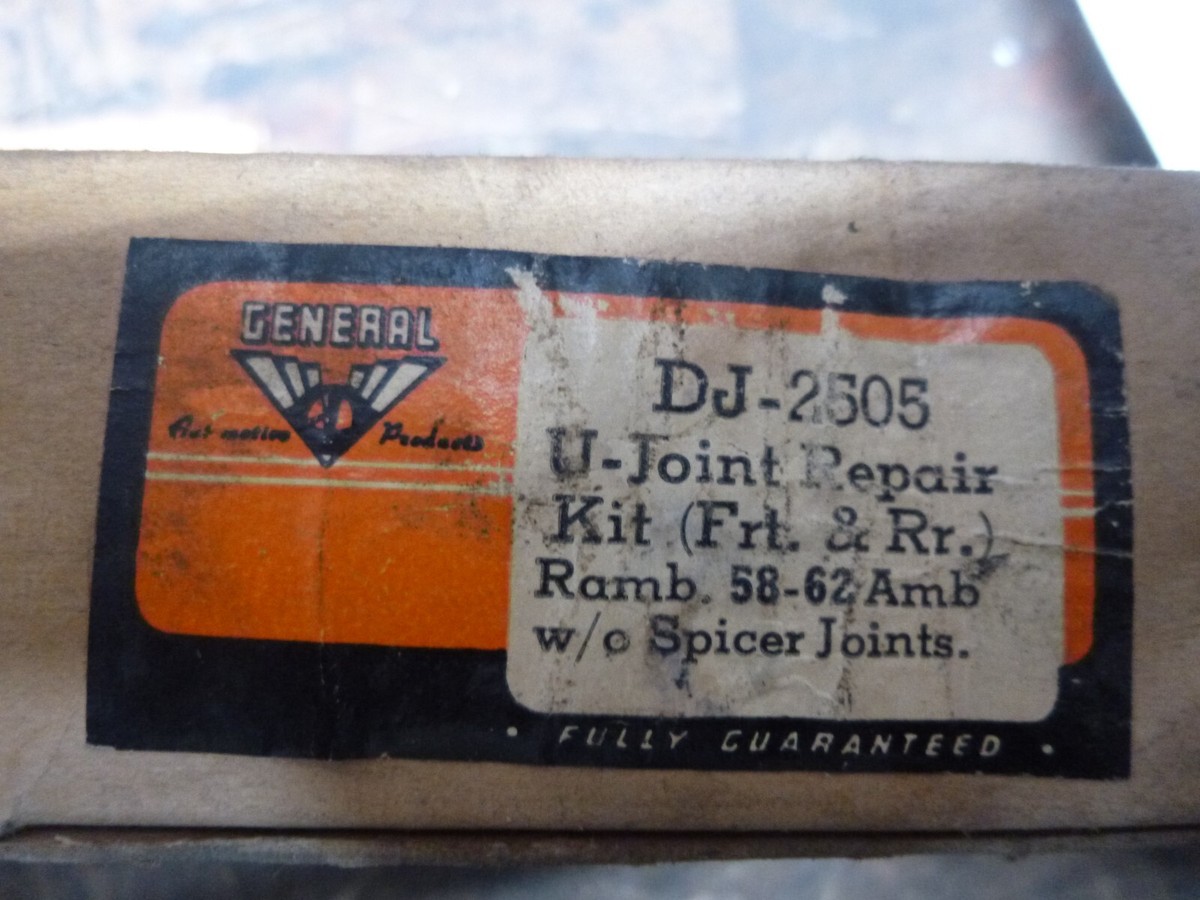 GENERAL
Automotive Products
DJ-2505
U-Joint Repair
Kit (Frt. & Rr.)
Ramb. 58-62 Amb
w/o Spicer Joints.
• FULLY GUARANTEED •